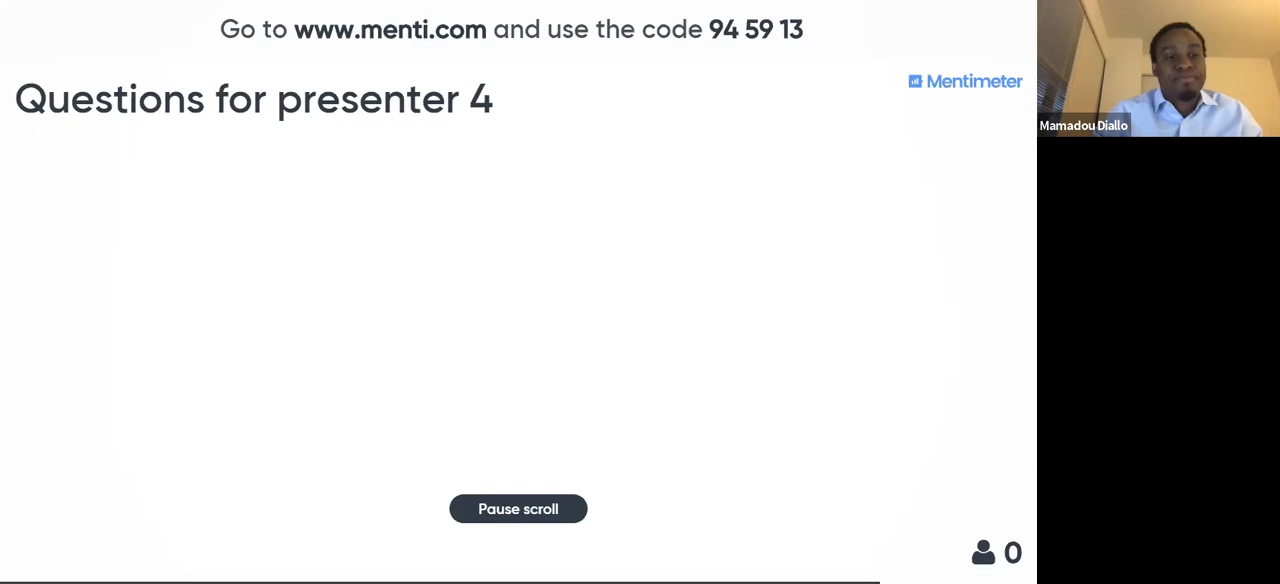 Go to www.menti.com and use the code 94 59 13
Mentimeter
Questions for presenter 4
Mamadou Diallo
Pause scroll
0